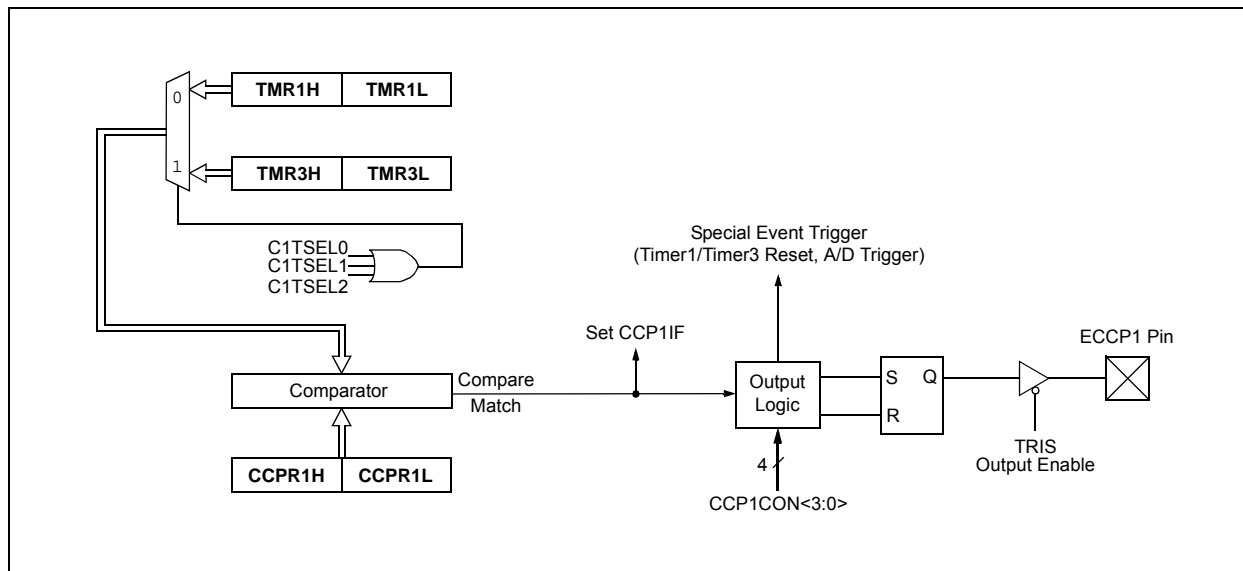 0
TMR1H TMR1L
1
TMR3H TMR3L
C1TSEL0
C1TSEL1
C1TSEL2
Special Event Trigger
(Timer1/Timer3 Reset, A/D Trigger)
Set CCP1IF
ECCP1 Pin
Comparator
Compare
Match
Output
Logic
S Q
R
TRIS
Output Enable
CCPR1H CCPR1L
4
CCP1CON<3:0>